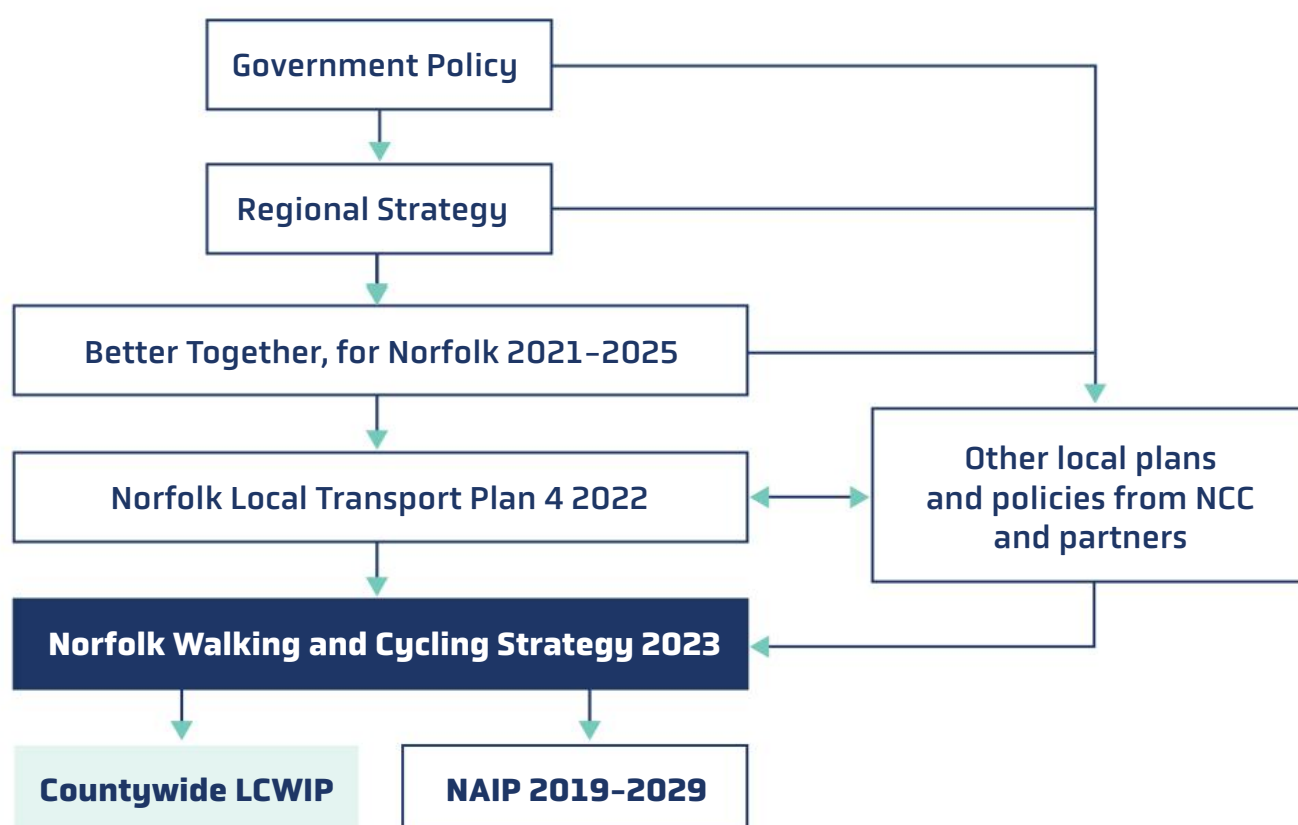 Government Policy
Regional Strategy
Better Together, for Norfolk 2021–2025
Norfolk Local Transport Plan 4 2022
Other local plans
and policies from NCC
and partners
Norfolk Walking and Cycling Strategy 2023
Countywide LCWIP
NAIP 2019–2029